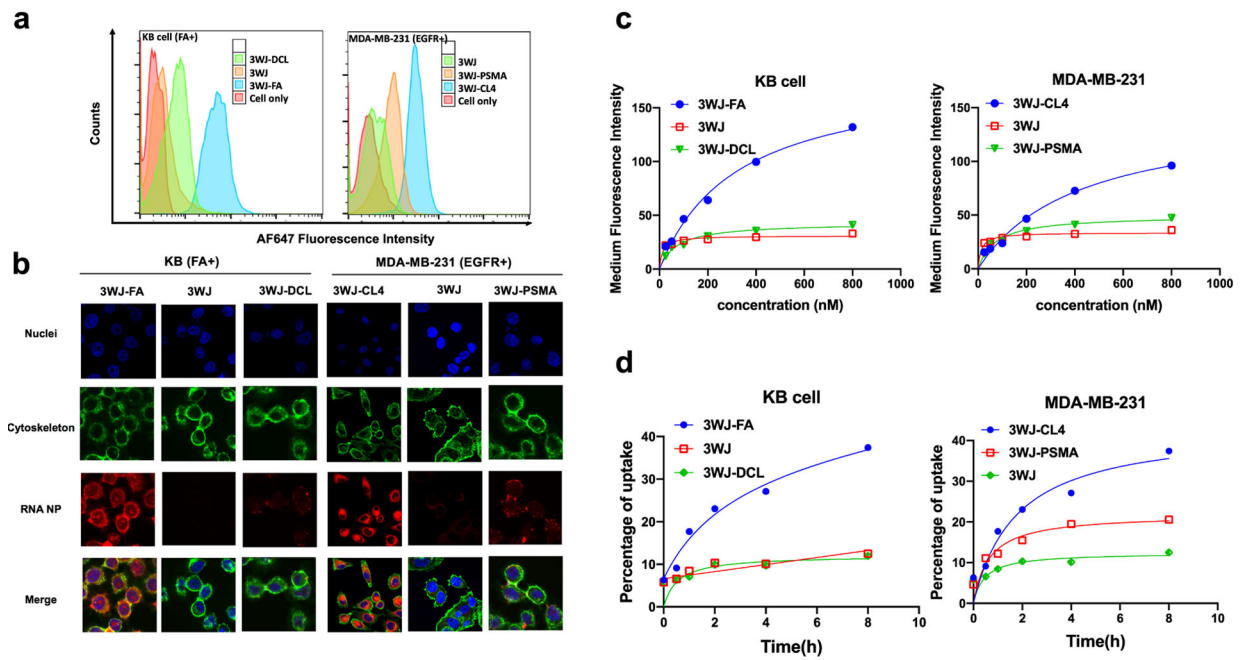 a
KB cell (FA+)
3WJ-DCL
3WJ
3WJ-FA
Cell only
MDA-MB-231 (EGFR+)
3WJ
3WJ-PSMA
3WJ-CL4
Cell only
Counts
AF647 Fluorescence Intensity
b
KB (FA+)
MDA-MB-231 (EGFR+)
3WJ-FA 3WJ 3WJ-DCL 3WJ-CL4 3WJ 3WJ-PSMA
Nuclei
Cytoskeleton
RNA NP
Merge
c
KB cell
3WJ-FA
3WJ
3WJ-DCL
Medium Fluorescence Intensity
150
100
50
0
0 200 400 600 800 1000
concentration (nM)
MDA-MB-231
3WJ-CL4
3WJ
3WJ-PSMA
Medium Fluorescence Intensity
150
100
50
0
0 200 400 600 800 1000
concentration (nM)
d
KB cell
3WJ-FA
3WJ
3WJ-DCL
Percentage of uptake
40
30
20
10
0
0 2 4 6 8 10
Time(h)
MDA-MB-231
3WJ-CL4
3WJ-PSMA
3WJ
Percentage of uptake
40
30
20
10
0
0 2 4 6 8 10
Time(h)